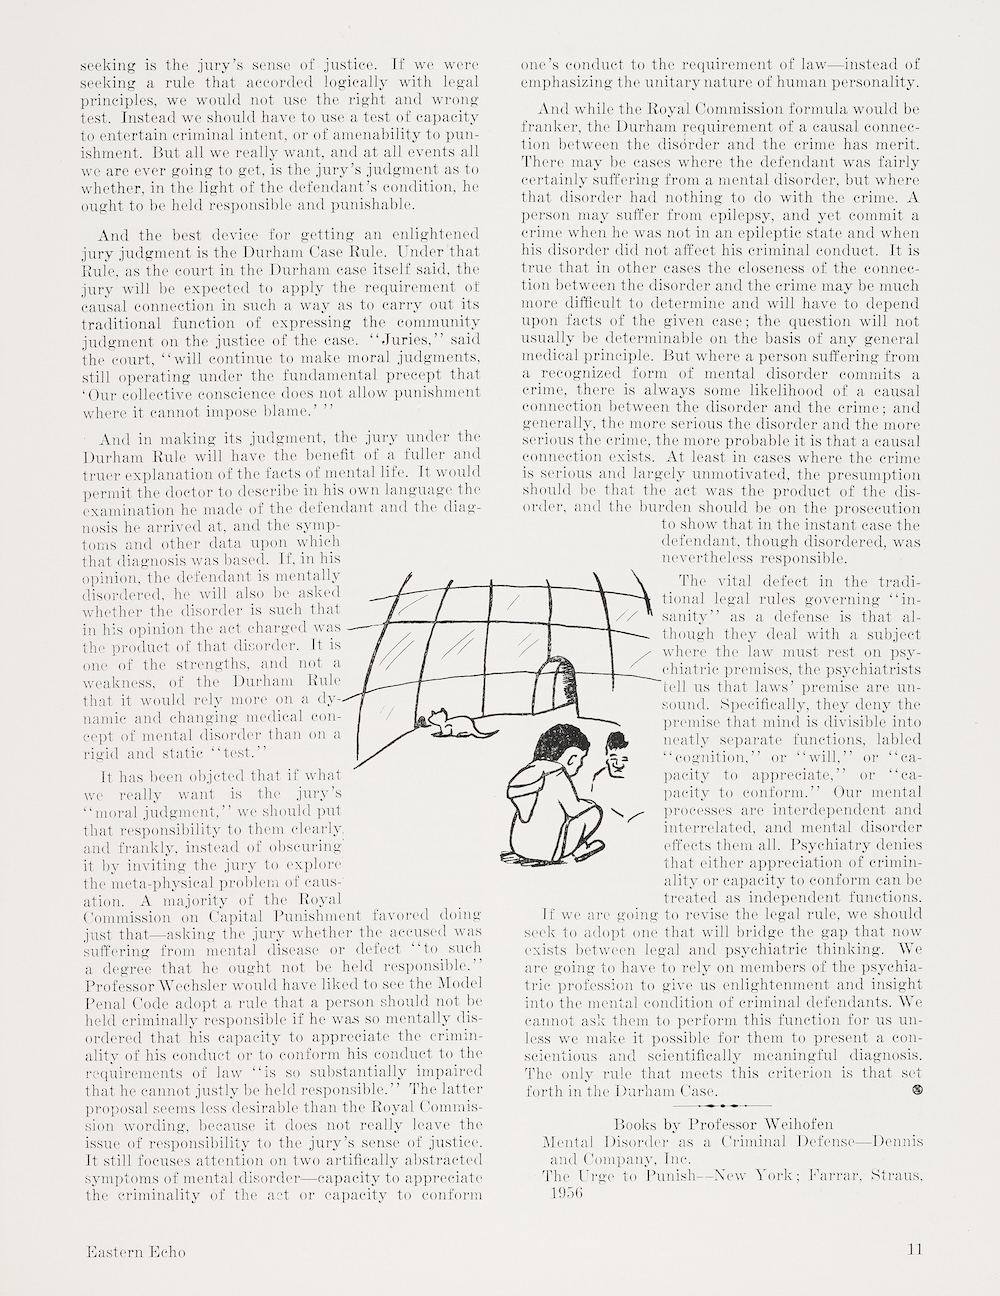 seeking is the jury's sense of justice. If we were
seeking a rule that accorded logically with legal
principles, we would not use the right and wrong
test. Instead we should have to use a test of capacity
to entertain criminal intent, or of amenability to pun-
ishment. But all we really want, and at all events all
we are ever going to get, is the jury's judgment as to
whether, in the light of the defendant's condition, he
ought to be held responsible and punishable.
And the best device for getting an enlightened
jury judgment is the Durham Case Rule. Under that
Rule, as the court in the Durham case itself said, the
jury will be expected to apply the requirement of
causal connection in such a way as to carry out its
traditional function of expressing the community
judgment on the justice of the case. "Juries," said
the court, "will continue to make moral judgments,
still operating under the fundamental precept that
'Our collective conscience does not allow punishment
where it cannot impose blame.' "
And in making its judgment, the jury under the
Durham Rule will have the benefit of a fuller and
truer explanation of the facts of mental life. It would
permit the doctor to describe in his own language the
examination he made of the defendant and the diag-
nosis he arrived at, and the symp-
toms and other data upon which
that diagnosis was based. If, in his
opinion, the defendant is mentally
disordered, he will also be asked
whether the disorder is such that
in his opinion the act charged was
the product of that disorder. It is
one of the strengths, and not a
weakness, of the Durham Rule
that it would rely more on a dy-
namic and changing medical con-
cept of mental disorder than on a
rigid and static "test."
It has been objcted that if what
we really want is the jury's
"moral judgment," we should put
that responsibility to them clearly
and frankly, instead of obscuring
it by inviting the jury to explore
the meta-physical problem of caus-
ation. A majority of the Royal
Commission on Capital Punishment favored doing
just that—asking the jury whether the accused was
suffering from mental disease or defect "to such
a degree that he ought not be held responsible."
Professor Wechsler would have liked to see the Model
Penal Code adopt a rule that a person should not be
held criminally responsible if he was so mentally dis-
ordered that his capacity to appreciate the crimin-
ality of his conduct or to conform his conduct to the
requirements of law "is so substantially impaired
that he cannot justly be held responsible." The latter
proposal seems less desirable than the Royal Commis-
sion wording, because it does not really leave the
issue of responsibility to the jury's sense of justice.
It still focuses attention on two artifically abstracted
symptoms of mental disorder—capacity to appreciate
the criminality of the act or capacity to conform
one's conduct to the requirement of law—instead of
emphasizing the unitary nature of human personality.
And while the Royal Commission formula would be
franker, the Durham requirement of a causal connec-
tion between the disorder and the crime has merit.
There may be cases where the defendant was fairly
certainly suffering from a mental disorder, but where
that disorder had nothing to do with the crime. A
person may suffer from epilepsy, and yet commit a
crime when he was not in an epileptic state and when
his disorder did not affect his criminal conduct. It is
true that in other cases the closeness of the connec-
tion between the disorder and the crime may be much
more difficult to determine and will have to depend
upon facts of the given case; the question will not
usually be determinable on the basis of any general
medical principle. But where a person suffering from
a recognized form of mental disorder commits a
crime, there is always some likelihood of a causal
connection between the disorder and the crime; and
generally, the more serious the disorder and the more
serious the crime, the more probable it is that a causal
connection exists. At least in cases where the crime
is serious and largely unmotivated, the presumption
should be that the act was the product of the dis-
order, and the burden should be on the prosecution
to show that in the instant case the
defendant, though disordered, was
nevertheless responsible.
The vital defect in the tradi-
tional legal rules governing "in-
sanity" as a defense is that al-
though they deal with a subject
where the law must rest on psy-
chiatric premises, the psychiatrists
tell us that laws' premise are un-
sound. Specifically, they deny the
premise that mind is divisible into
neatly separate functions, labled
"cognition," or "will," or "ca-
pacity to appreciate," or "ca-
pacity to conform." Our mental
processes are interdependent and
interrelated, and mental disorder
effects them all. Psychiatry denies
that either appreciation of crimin-
ality or capacity to conform can be
treated as independent functions.
If we are going to revise the legal rule, we should
seek to adopt one that will bridge the gap that now
exists between legal and psychiatric thinking. We
are going to have to rely on members of the psychia-
tric profession to give us enlightenment and insight
into the mental condition of criminal defendants. We
cannot ask them to perform this function for us un-
less we make it possible for them to present a con-
scientious and scientifically meaningful diagnosis.
The only rule that meets this criterion is that set
forth in the Durham Case.
Books by Professor Weihofen
Mental Disorder as a Criminal Defense—Dennis
and Company, Inc.
The Urge to Punish--New York; Farrar, Straus,
1956
Eastern Echo
11